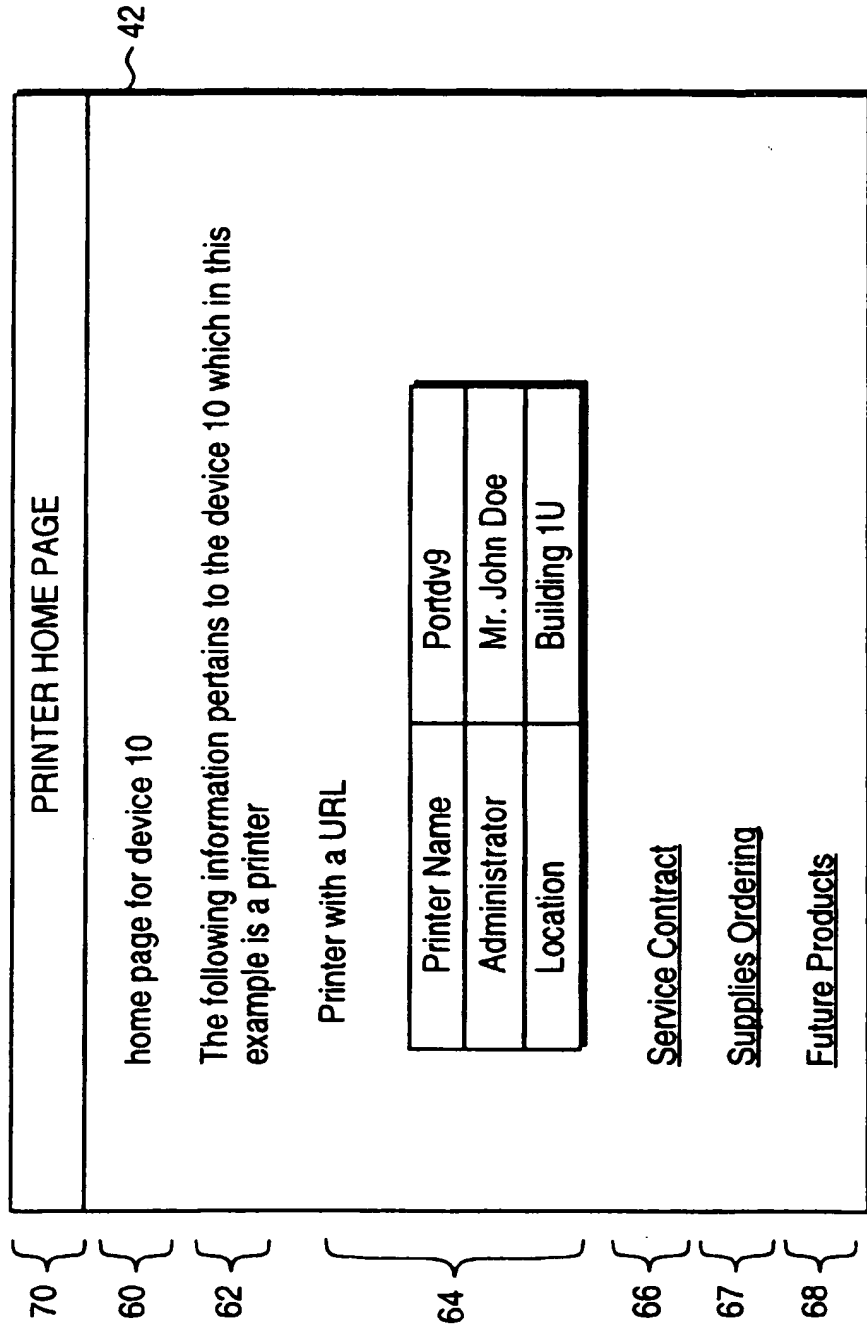 42
70 PRINTER HOME PAGE
60 home page for device 10
62 The following information pertains to the device 10 which in this
example is a printer
64 Printer with a URL
Printer Name Portdv9
Administrator Mr. John Doe
Location Building 1U
66 Service Contract
67 Supplies Ordering
68 Future Products